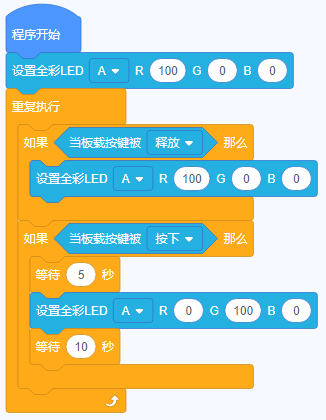 程序开始
设置全彩LED A R 100 G 0 B 0
重复执行
如果 当板载按键被 释放 那么
设置全彩LED A R 100 G 0 B 0
如果 当板载按键被 按下 那么
等待 5 秒
设置全彩LED A R 0 G 100 B 0
等待 10 秒